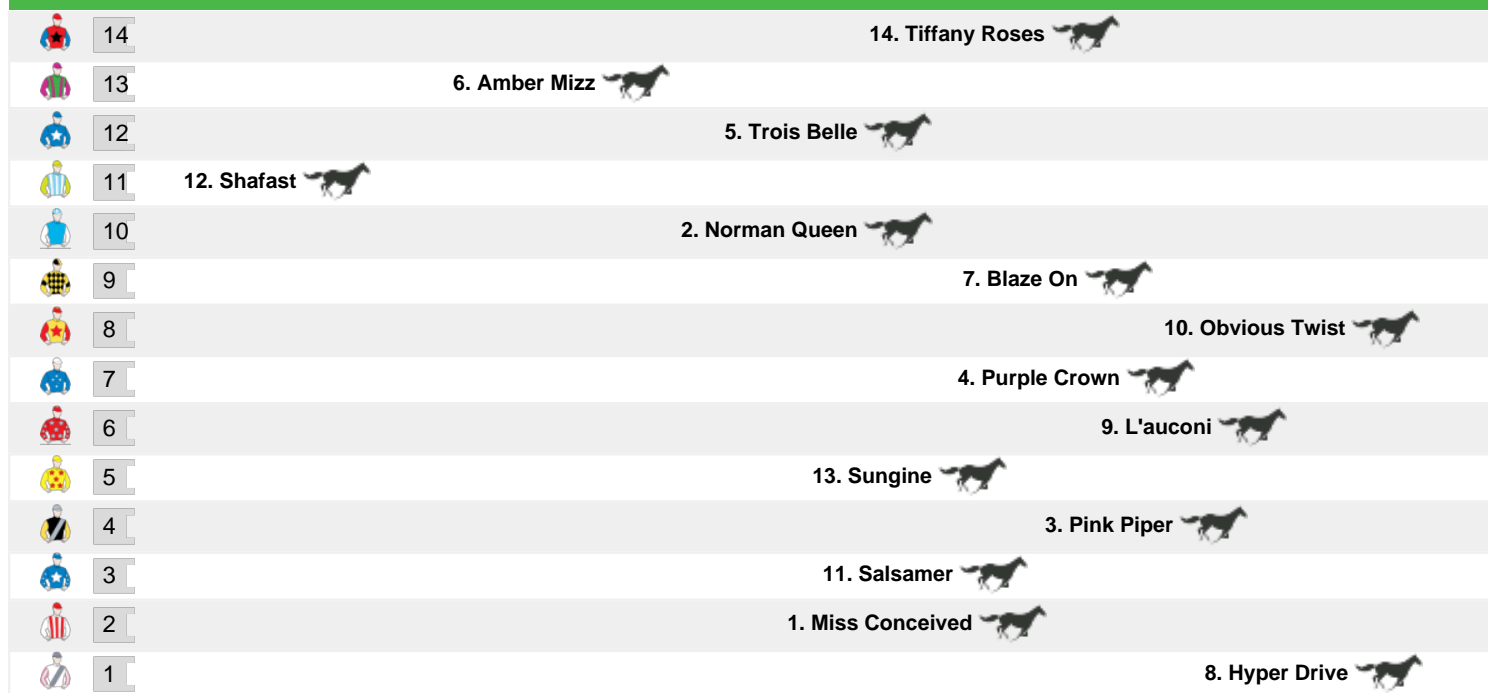 14 14. Tiffany Roses
13 6. Amber Mizz
12 5. Trois Belle
11 12. Shafast
10 2. Norman Queen
9 7. Blaze On
8 10. Obvious Twist
7 4. Purple Crown
6 9. L'auconi
5 13. Sungine
4 3. Pink Piper
3 11. Salsamer
2 1. Miss Conceived
1 8. Hyper Drive